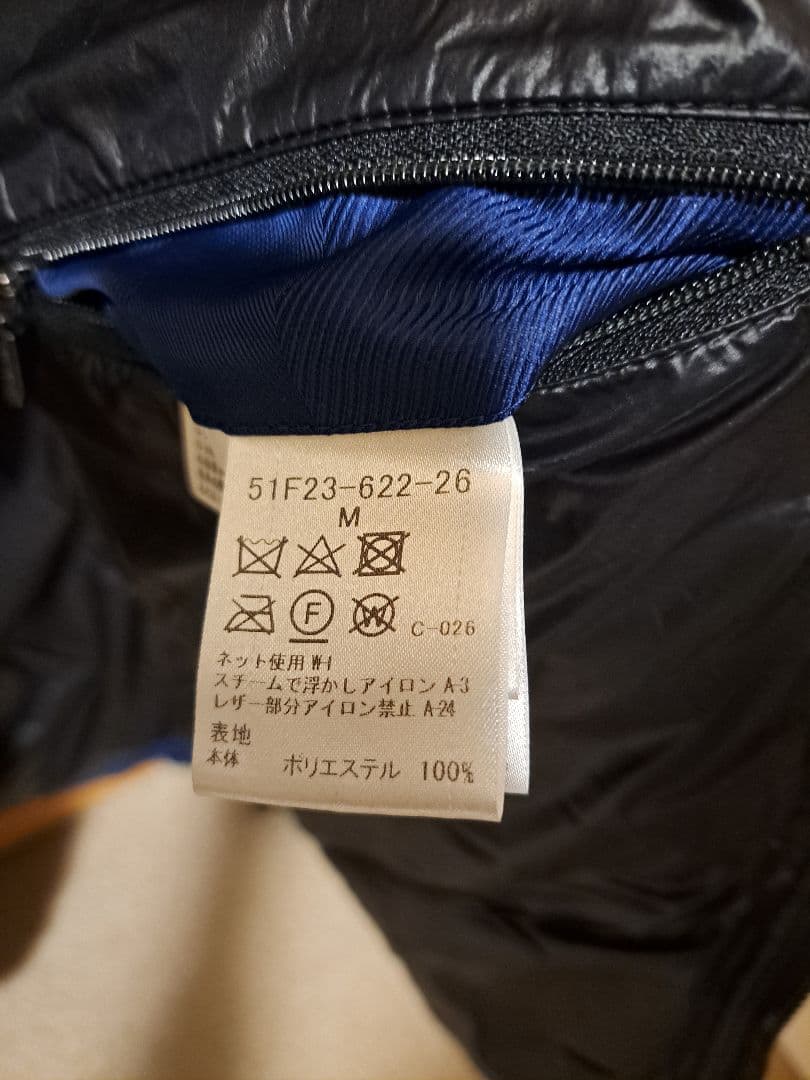 51F23-622-26
M
F W C-026
ネット使用 W-1
スチームで浮かしアイロン A-3
レザー部分アイロン禁止 A-24
表地
本体 ポリエステル 100%